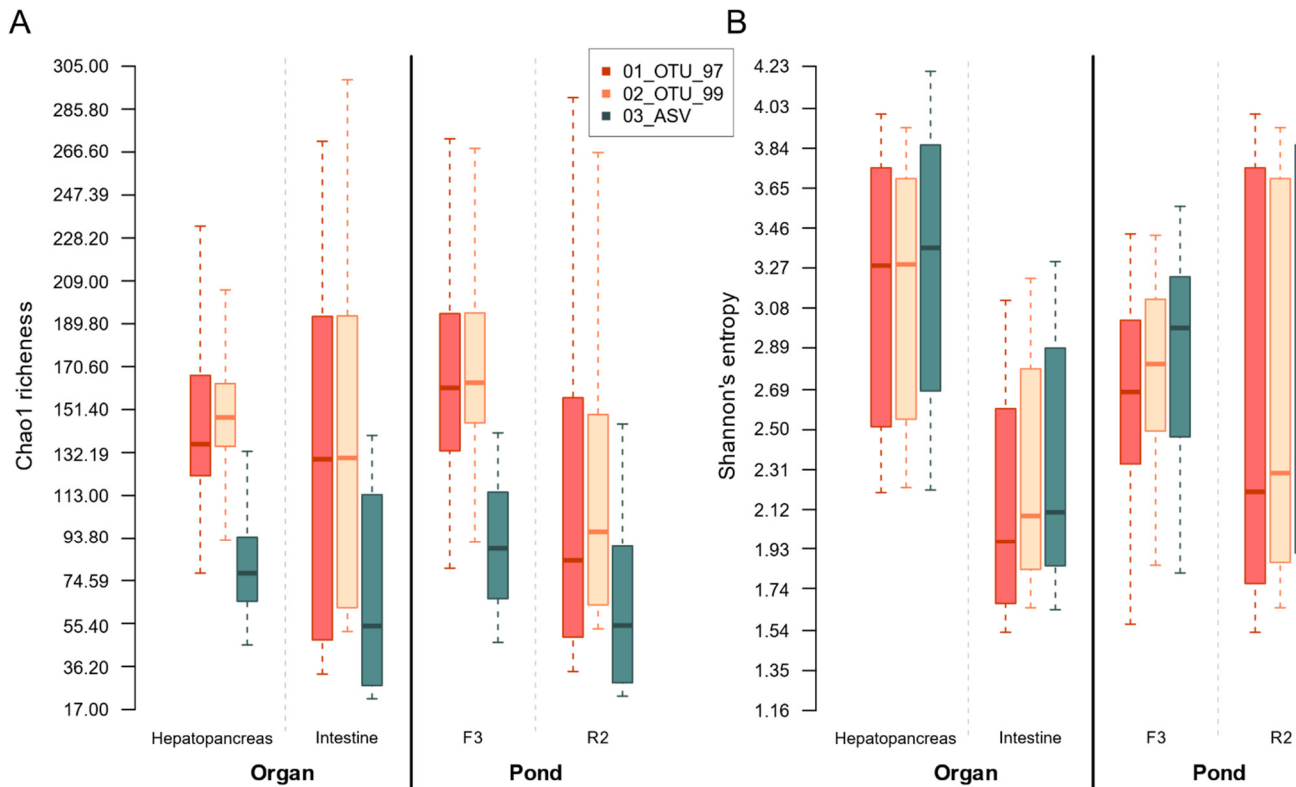 A
B
Chao1 richeness
305.00
285.80
266.60
247.39
228.20
209.00
189.80
170.60
151.40
132.19
113.00
93.80
74.59
55.40
36.20
17.00
01_OTU_97
02_OTU_99
03_ASV
Hepatopancreas
Intestine
F3
R2
Organ
Pond
Shannon's entropy
4.23
4.03
3.84
3.65
3.46
3.27
3.08
2.89
2.69
2.50
2.31
2.12
1.93
1.74
1.54
1.35
1.16
Hepatopancreas
Intestine
F3
R2
Organ
Pond